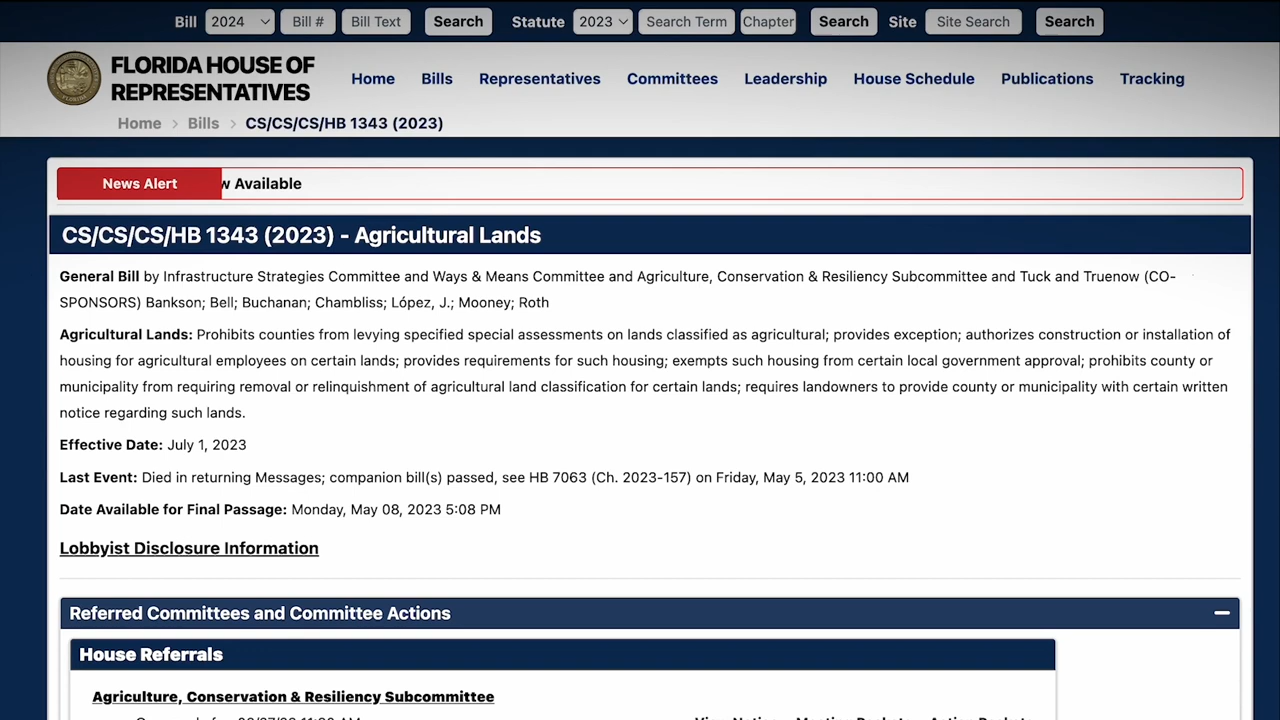 Bill 2024 Bill # Bill Text Search Statute 2023 Search Term Chapter Search Site Site Search Search
FLORIDA HOUSE OF
REPRESENTATIVES
Home Bills Representatives Committees Leadership House Schedule Publications Tracking
Home > Bills > CS/CS/CS/HB 1343 (2023)
News Alert w Available
CS/CS/CS/HB 1343 (2023) - Agricultural Lands
General Bill by Infrastructure Strategies Committee and Ways & Means Committee and Agriculture, Conservation & Resiliency Subcommittee and Tuck and Truenow (CO-
SPONSORS) Bankson; Bell; Buchanan; Chambliss; López, J.; Mooney; Roth
Agricultural Lands: Prohibits counties from levying specified special assessments on lands classified as agricultural; provides exception; authorizes construction or installation of
housing for agricultural employees on certain lands; provides requirements for such housing; exempts such housing from certain local government approval; prohibits county or
municipality from requiring removal or relinquishment of agricultural land classification for certain lands; requires landowners to provide county or municipality with certain written
notice regarding such lands.
Effective Date: July 1, 2023
Last Event: Died in returning Messages; companion bill(s) passed, see HB 7063 (Ch. 2023-157) on Friday, May 5, 2023 11:00 AM
Date Available for Final Passage: Monday, May 08, 2023 5:08 PM
Lobbyist Disclosure Information
Referred Committees and Committee Actions
House Referrals
Agriculture, Conservation & Resiliency Subcommittee